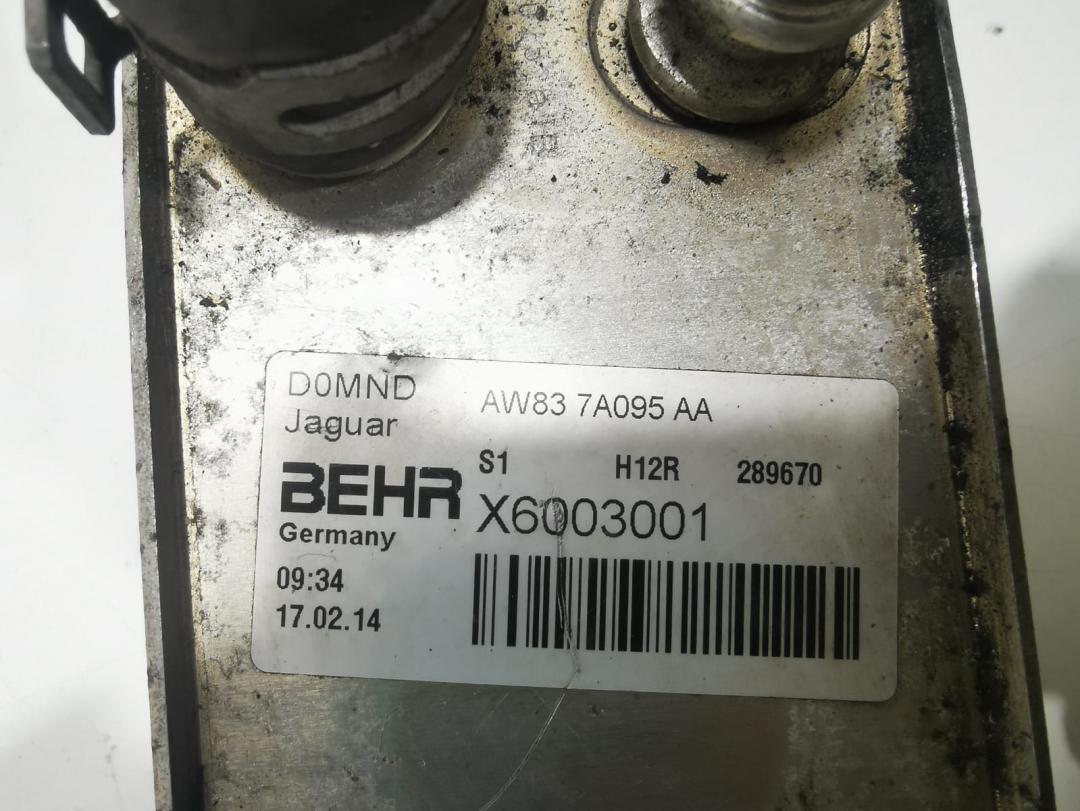 D0MND
Jaguar
AW83 7A095 AA
S1 H12R 289670
BEHR
X6003001
Germany
09:34
17.02.14